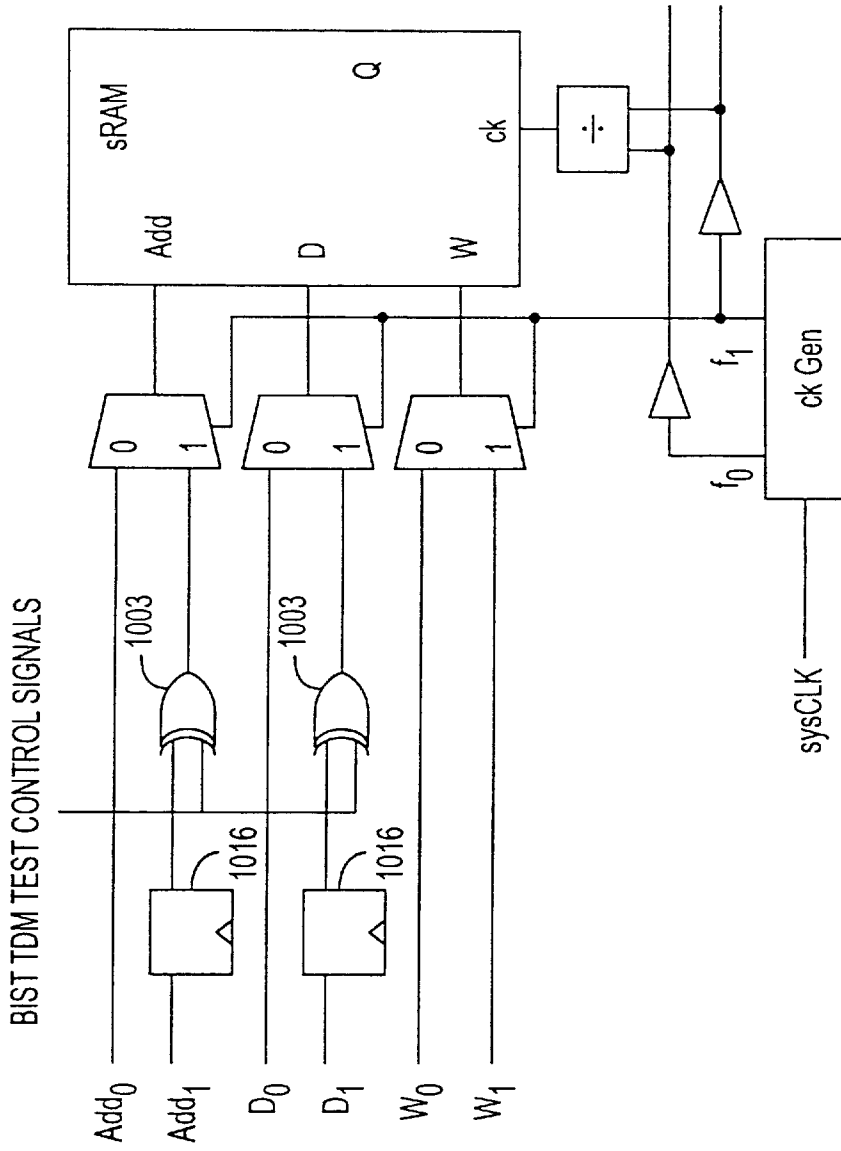 BIST TDM TEST CONTROL SIGNALS
Add0
Add1
D0
D1
W0
W1
1016
1016
1003
1003
0
1
0
1
0
1
sRAM
Add
D
W
Q
ck
÷
f0
f1
ck Gen
sysCLK